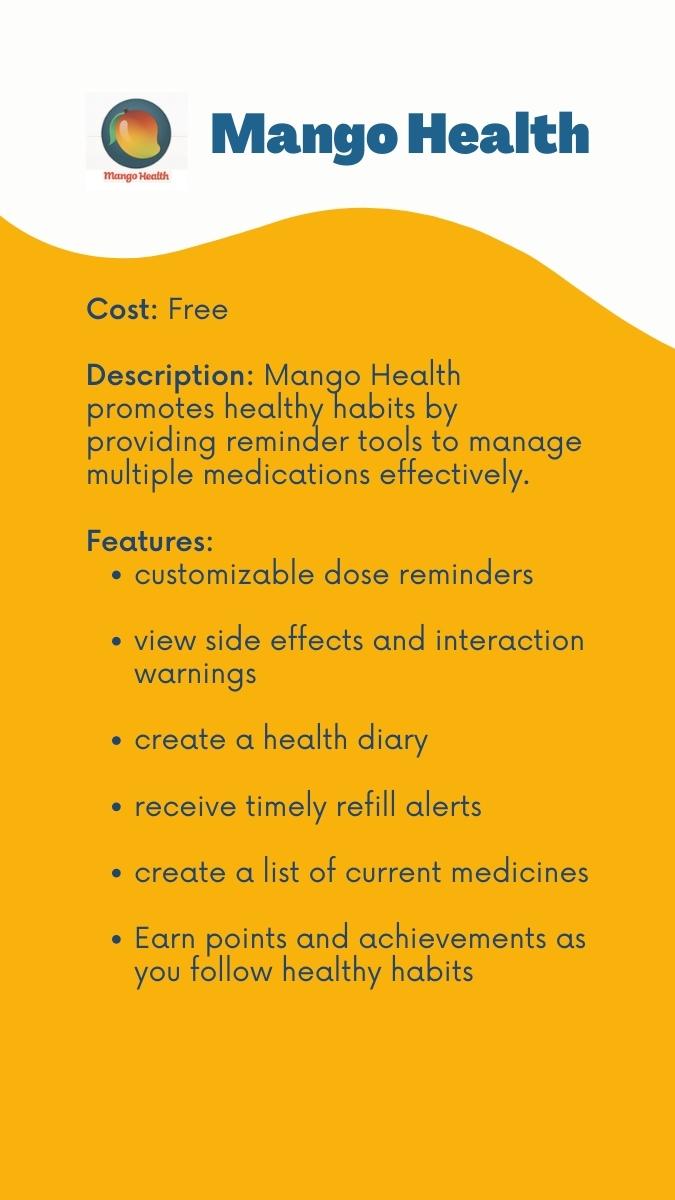 Mango Health
Mango Health
Cost: Free
Description: Mango Health
promotes healthy habits by
providing reminder tools to manage
multiple medications effectively.
Features:
• customizable dose reminders
• view side effects and interaction
warnings
• create a health diary
• receive timely refill alerts
• create a list of current medicines
• Earn points and achievements as
you follow healthy habits